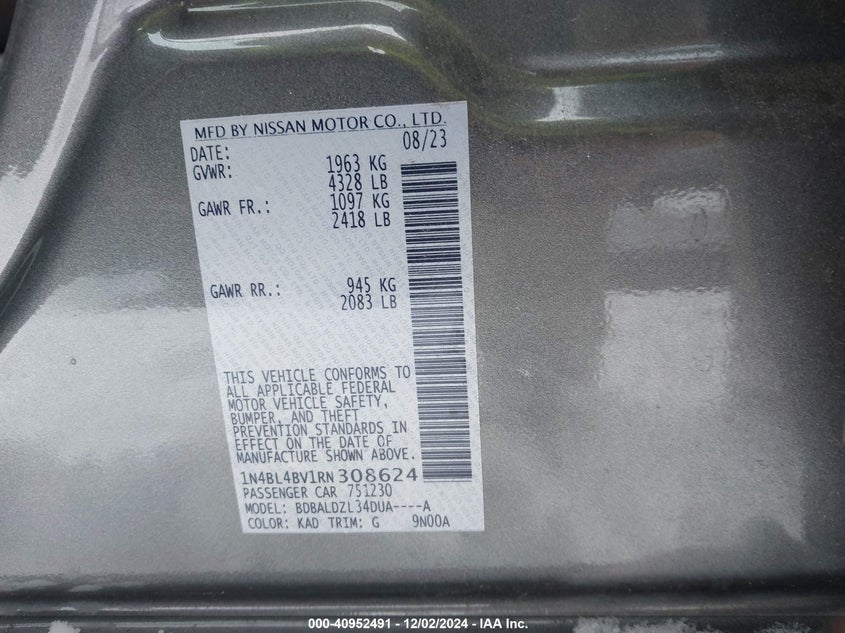 MFD BY NISSAN MOTOR CO., LTD.
DATE: 08/23
GVWR: 1963 KG
4328 LB
GAWR FR.: 1097 KG
2418 LB
GAWR RR.: 945 KG
2083 LB
THIS VEHICLE CONFORMS TO
ALL APPLICABLE FEDERAL
MOTOR VEHICLE SAFETY,
BUMPER, AND THEFT
PREVENTION STANDARDS IN
EFFECT ON THE DATE OF
MANUFACTURE SHOWN ABOVE.
1N4BL4BV1RN308624
PASSENGER CAR 751230
MODEL: BDBALDZL34DUA----A
COLOR: KAD TRIM: G 9N00A
000-40952491 - 12/02/2024 - IAA Inc.